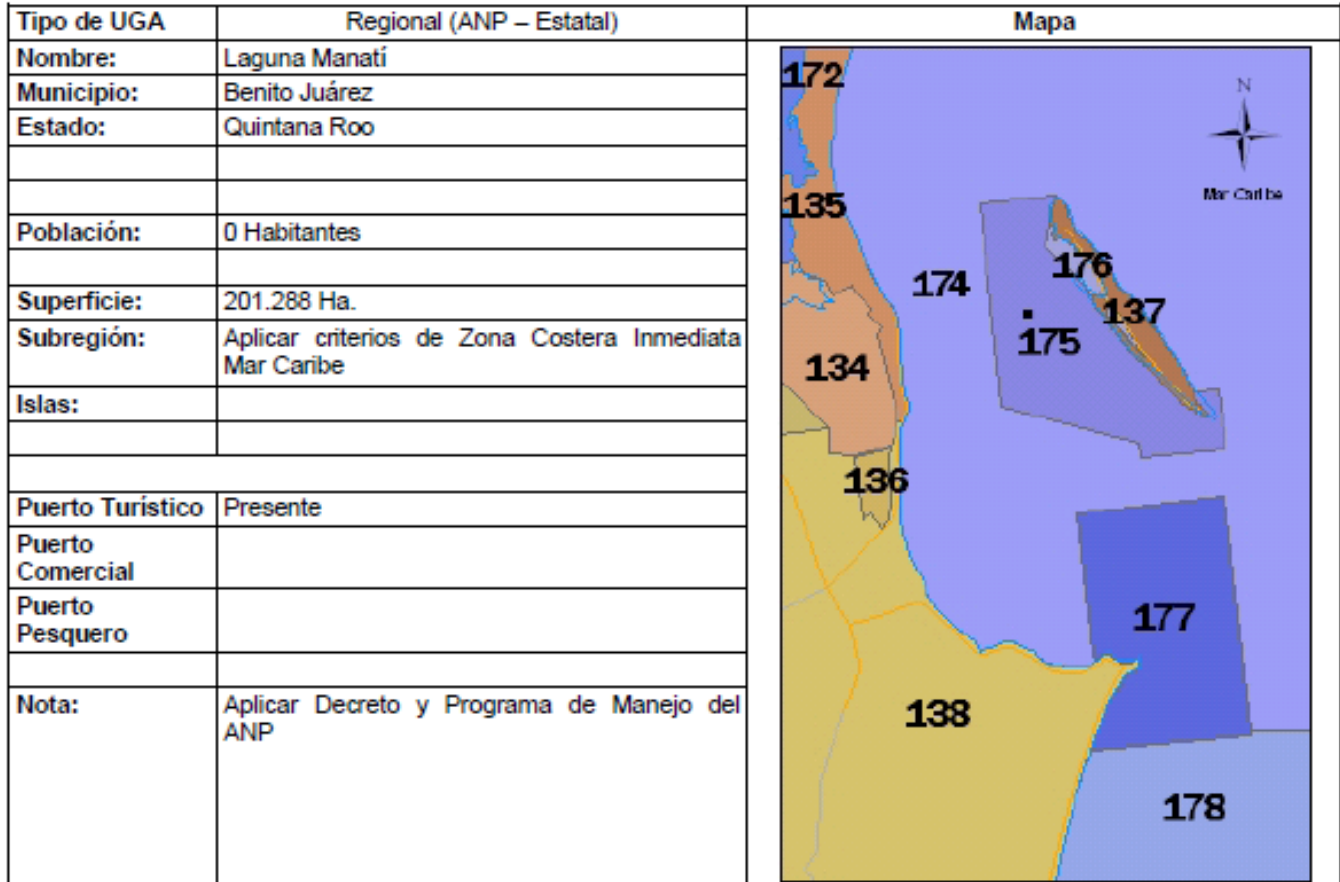 Tipo de UGA Regional (ANP – Estatal) Mapa
Nombre: Laguna Manatí
Municipio: Benito Juárez
Estado: Quintana Roo
Población: 0 Habitantes
Superficie: 201.288 Ha.
Subregión: Aplicar criterios de Zona Costera Inmediata
Mar Caribe
Islas:
Puerto Turístico Presente
Puerto
Comercial
Puerto
Pesquero
Nota: Aplicar Decreto y Programa de Manejo del
ANP
172
N
Mar Caribe
135
176
174
137
175
134
136
177
138
178